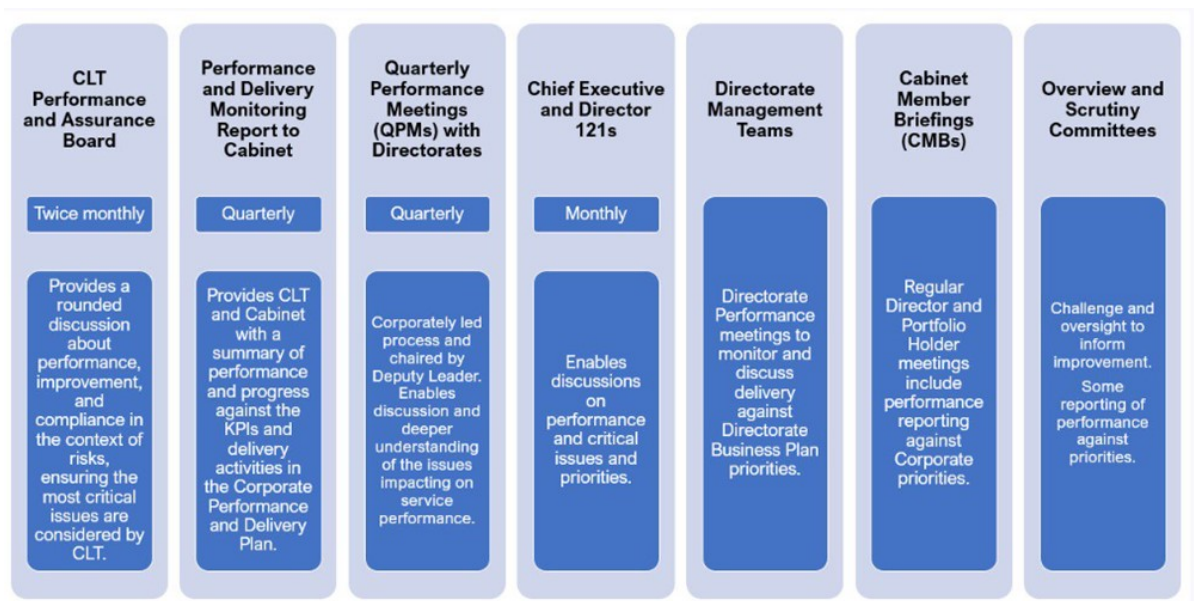 CLT
Performance
and Assurance
Board
Twice monthly
Provides a
rounded
discussion
about
performance,
improvement,
and
compliance in
the context of
risks,
ensuring the
most critical
issues are
considered by
CLT.
Performance
and Delivery
Monitoring
Report to
Cabinet
Quarterly
Provides CLT
and Cabinet
with a
summary of
performance
and progress
against the
KPIs and
delivery
activities in
the Corporate
Performance
and Delivery
Plan.
Quarterly
Performance
Meetings
(QPMs) with
Directorates
Quarterly
Corporately led
process and
chaired by
Deputy Leader.
Enables
discussion and
deeper
understanding
of the issues
impacting on
service
performance.
Chief Executive
and Director
121s
Monthly
Enables
discussions
on
performance
and critical
issues and
priorities.
Directorate
Management
Teams
Directorate
Performance
meetings to
monitor and
discuss
delivery
against
Directorate
Business Plan
priorities.
Cabinet
Member
Briefings
(CMBs)
Regular
Director and
Portfolio
Holder
meetings
include
performance
reporting
against
Corporate
priorities.
Overview and
Scrutiny
Committees
Challenge and
oversight to
inform
improvement.
Some
reporting of
performance
against
priorities.